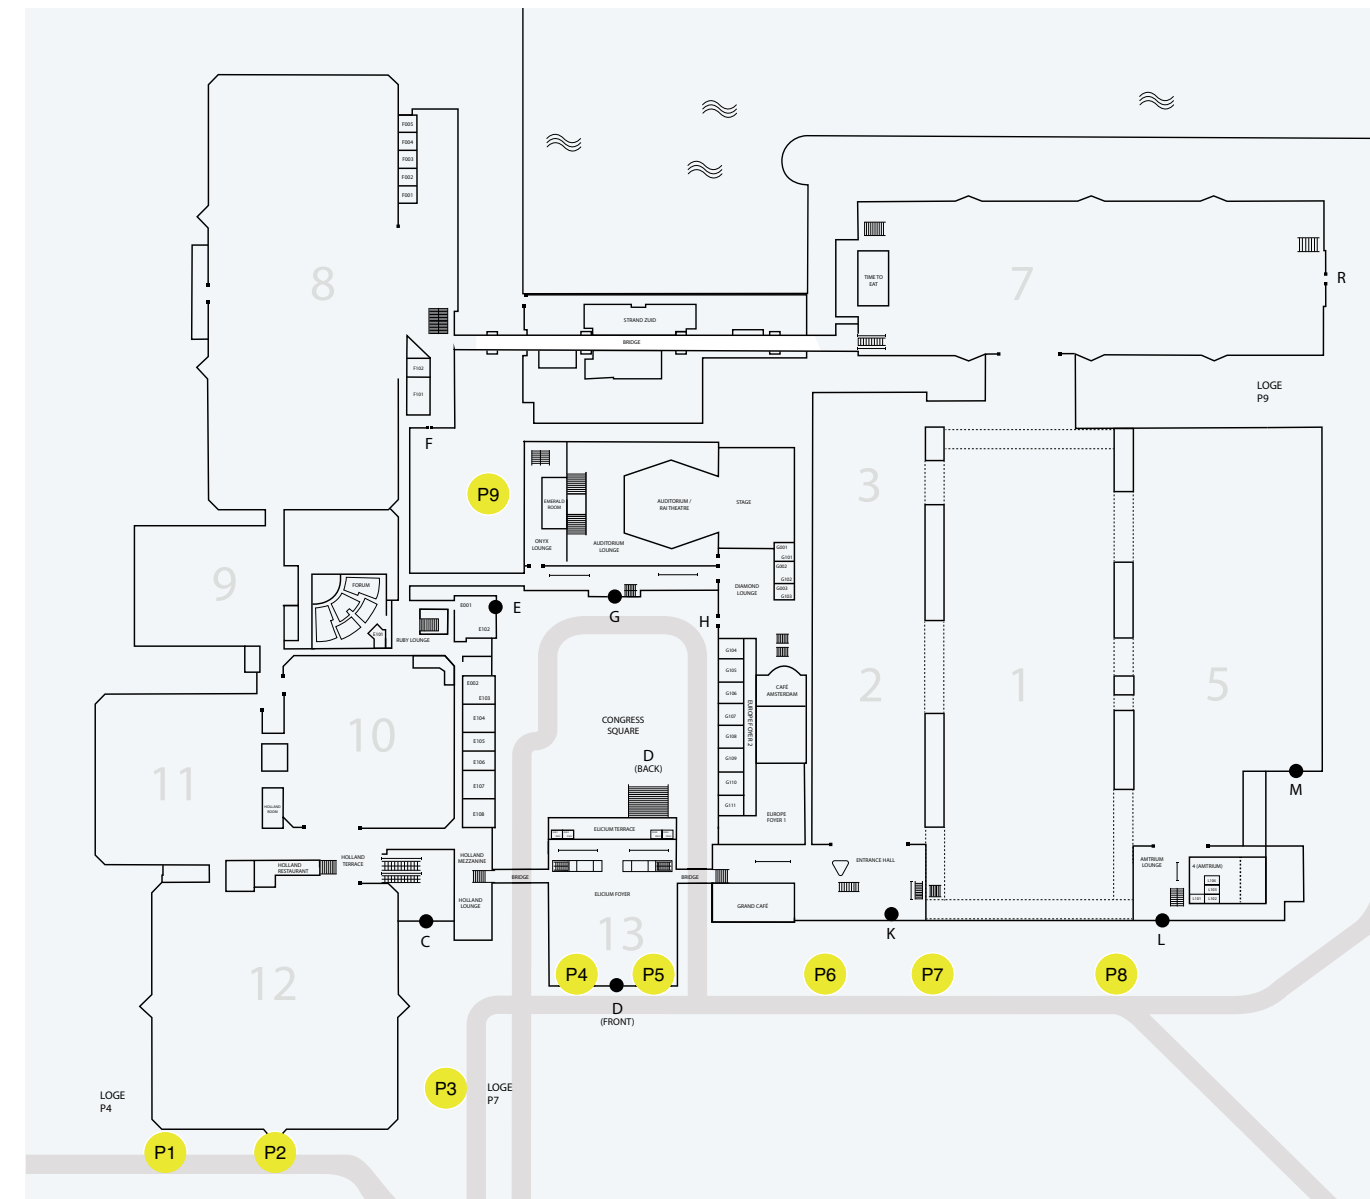 F005
F004
F003
F002
F001
8
7
R
TIME TO
EAT
STRAND ZUID
BRIDGE
F102
F101
LOGE
P9
F
3
P9
EMERALD
ROOM
AUDITORIUM /
RAI THEATRE
STAGE
ONYX
LOUNGE
AUDITORIUM
LOUNGE
G001
G101
G002
G102
G003
G103
DIAMOND
LOUNGE
9
FORUM
E001
E
E102
RUBY LOUNGE
G
H
G104
G105
G106
G107
G108
G109
G110
G111
EUROPE FOYER 2
CAFÉ
AMSTERDAM
2
1
5
E002
E103
E104
E105
E106
E107
E108
CONGRESS
SQUARE
D
(BACK)
10
11
HOLLAND
ROOM
M
EUROPE
FOYER 1
ELICIUM TERRACE
HOLLAND
TERRACE
HOLLAND
RESTAURANT
HOLLAND
MEZZANINE
ENTRANCE HALL
AMTRIUM
LOUNGE
4 (AMTRIUM)
L101
L102
BRIDGE
BRIDGE
ELICIUM FOYER
HOLLAND
LOUNGE
GRAND CAFÉ
C
13
K
L
12
P4
P5
P6
P7
P8
D
(FRONT)
P3
LOGE
P7
LOGE
P4
P1
P2